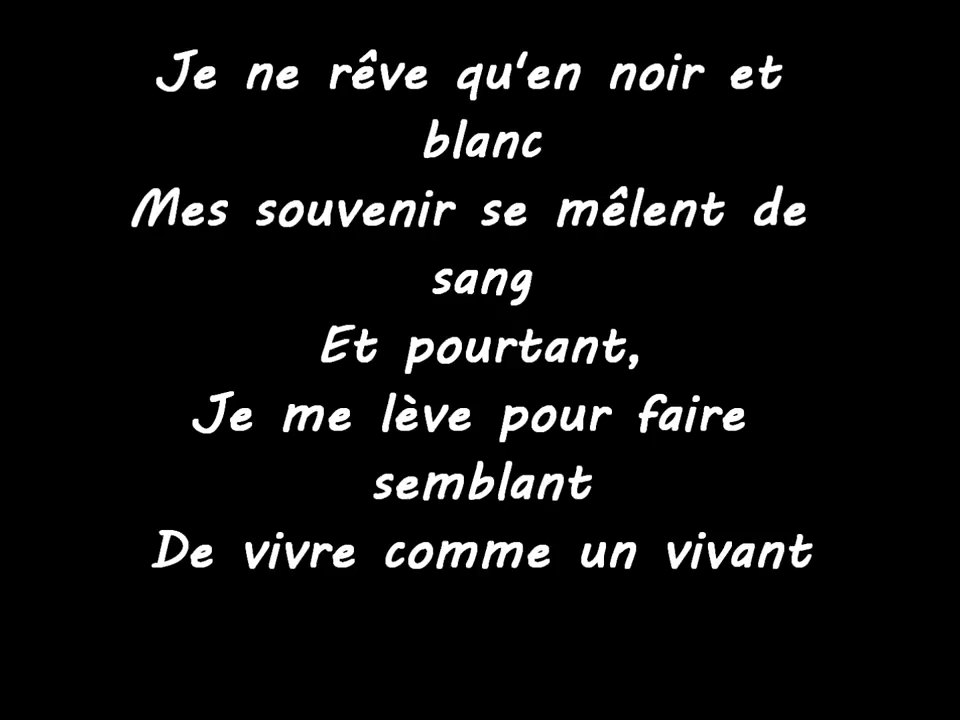 Je ne rêve qu'en noir et
blanc
Mes souvenir se mêlent de
sang
Et pourtant,
Je me lève pour faire
semblant
De vivre comme un vivant